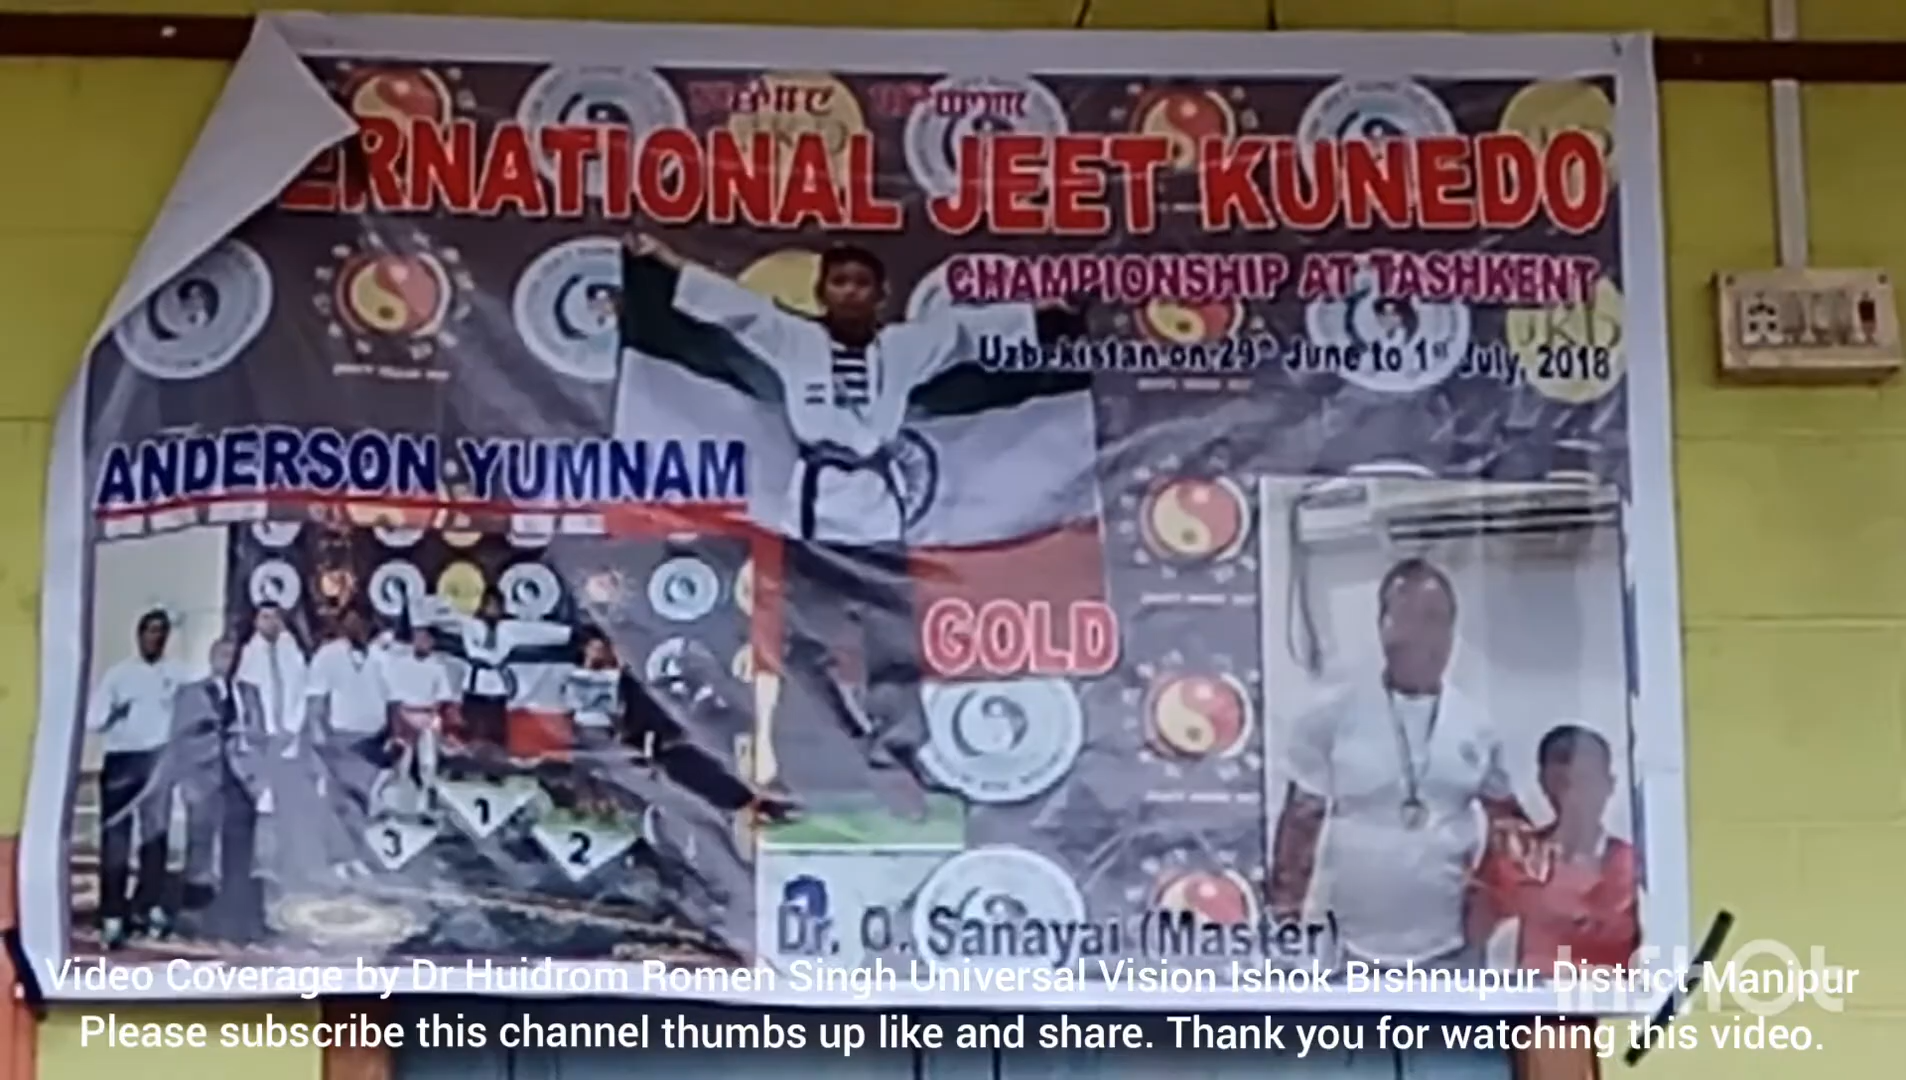 ERNATIONAL JEET KUNEDO
CHAMPIONSHIP AT TASHKENT
Uzbekistan on 29th June to 1st July, 2018
ANDERSON YUMNAM
GOLD
1
3
2
Dr. O. Sanayai (Master)
Video Coverage by Dr Huidrom Romen Singh Universal Vision Ishok Bishnupur District Manipur
Please subscribe this channel thumbs up like and share. Thank you for watching this video.
InShOt